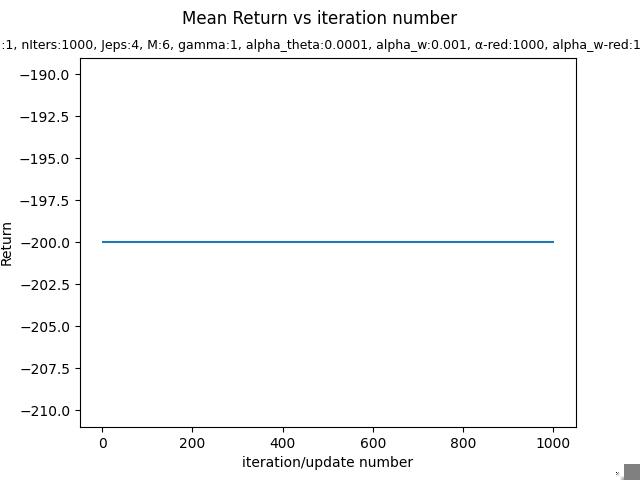 Mean Return vs iteration number
:1, nIters:1000, Jeps:4, M:6, gamma:1, alpha_theta:0.0001, alpha_w:0.001, α-red:1000, alpha_w-red:1
−190.0
−192.5
−195.0
−197.5
−200.0
−202.5
−205.0
−207.5
−210.0
Return
0 200 400 600 800 1000
iteration/update number